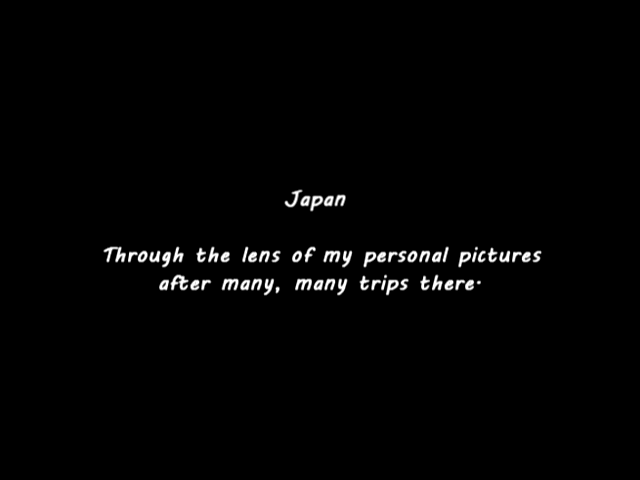 Japan
Through the lens of my personal pictures
after many, many trips there.